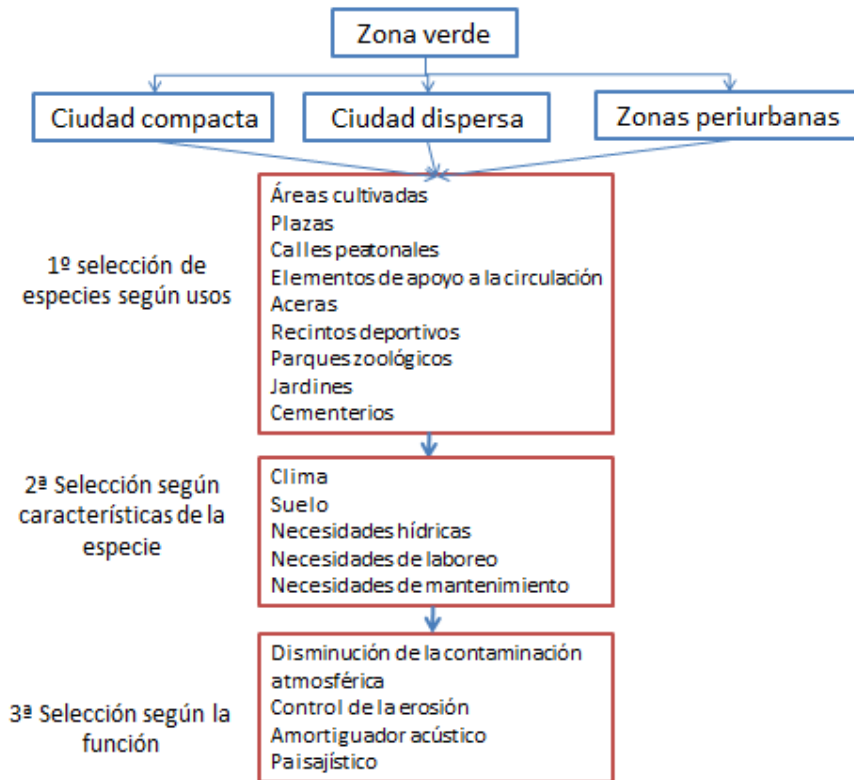 Zona verde
Ciudad compacta
Ciudad dispersa
Zonas periurbanas
1º selección de
especies según usos
Áreas cultivadas
Plazas
Calles peatonales
Elementos de apoyo a la circulación
Aceras
Recintos deportivos
Parques zoológicos
Jardines
Cementerios
2ª Selección según
características de la
especie
Clima
Suelo
Necesidades hídricas
Necesidades de laboreo
Necesidades de mantenimiento
3ª Selección según la
función
Disminución de la contaminación
atmosférica
Control de la erosión
Amortiguador acústico
Paisajístico